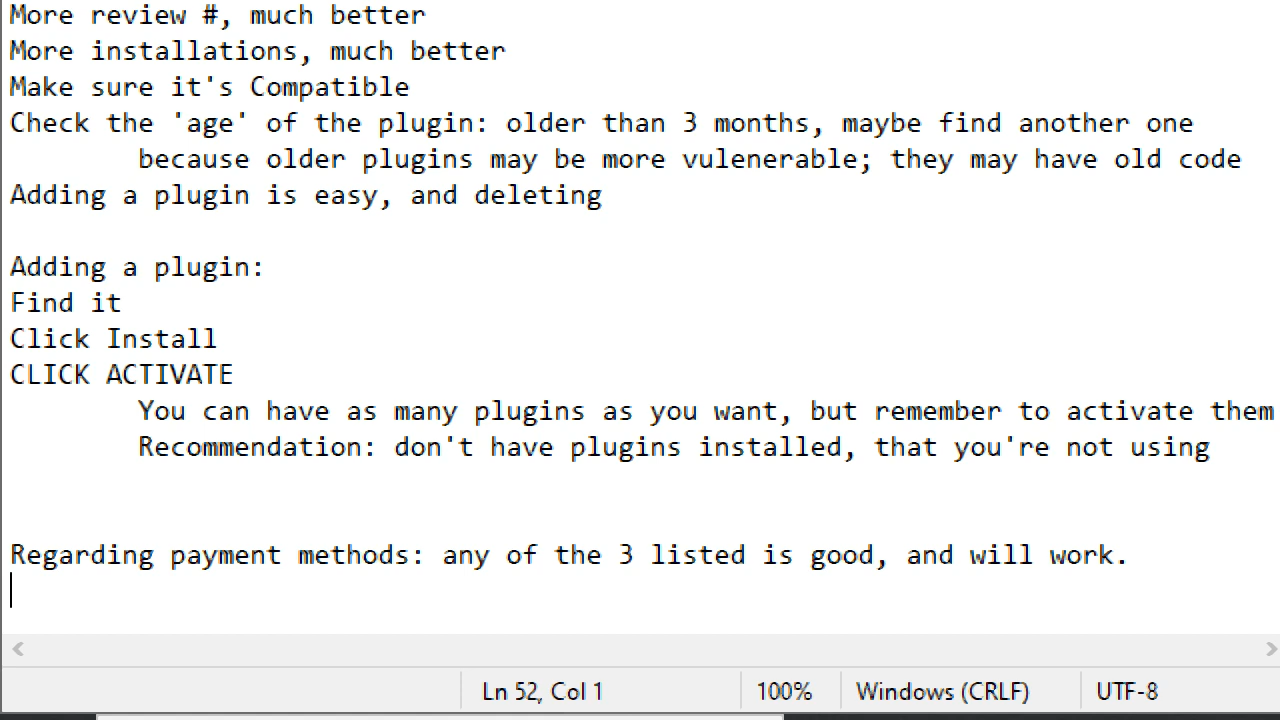 More review #, much better
More installations, much better
Make sure it's Compatible
Check the 'age' of the plugin: older than 3 months, maybe find another one
because older plugins may be more vulenerable; they may have old code
Adding a plugin is easy, and deleting
Adding a plugin:
Find it
Click Install
CLICK ACTIVATE
You can have as many plugins as you want, but remember to activate them
Recommendation: don't have plugins installed, that you're not using
Regarding payment methods: any of the 3 listed is good, and will work.
Ln 52, Col 1 100% Windows (CRLF) UTF-8